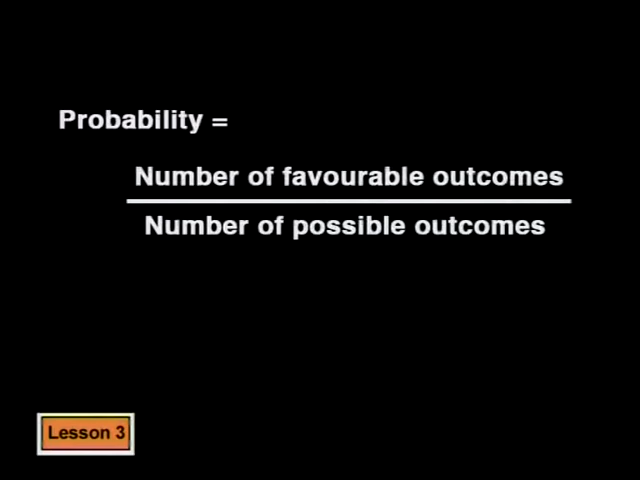 Probability =
Number of favourable outcomes
Number of possible outcomes
Lesson 3